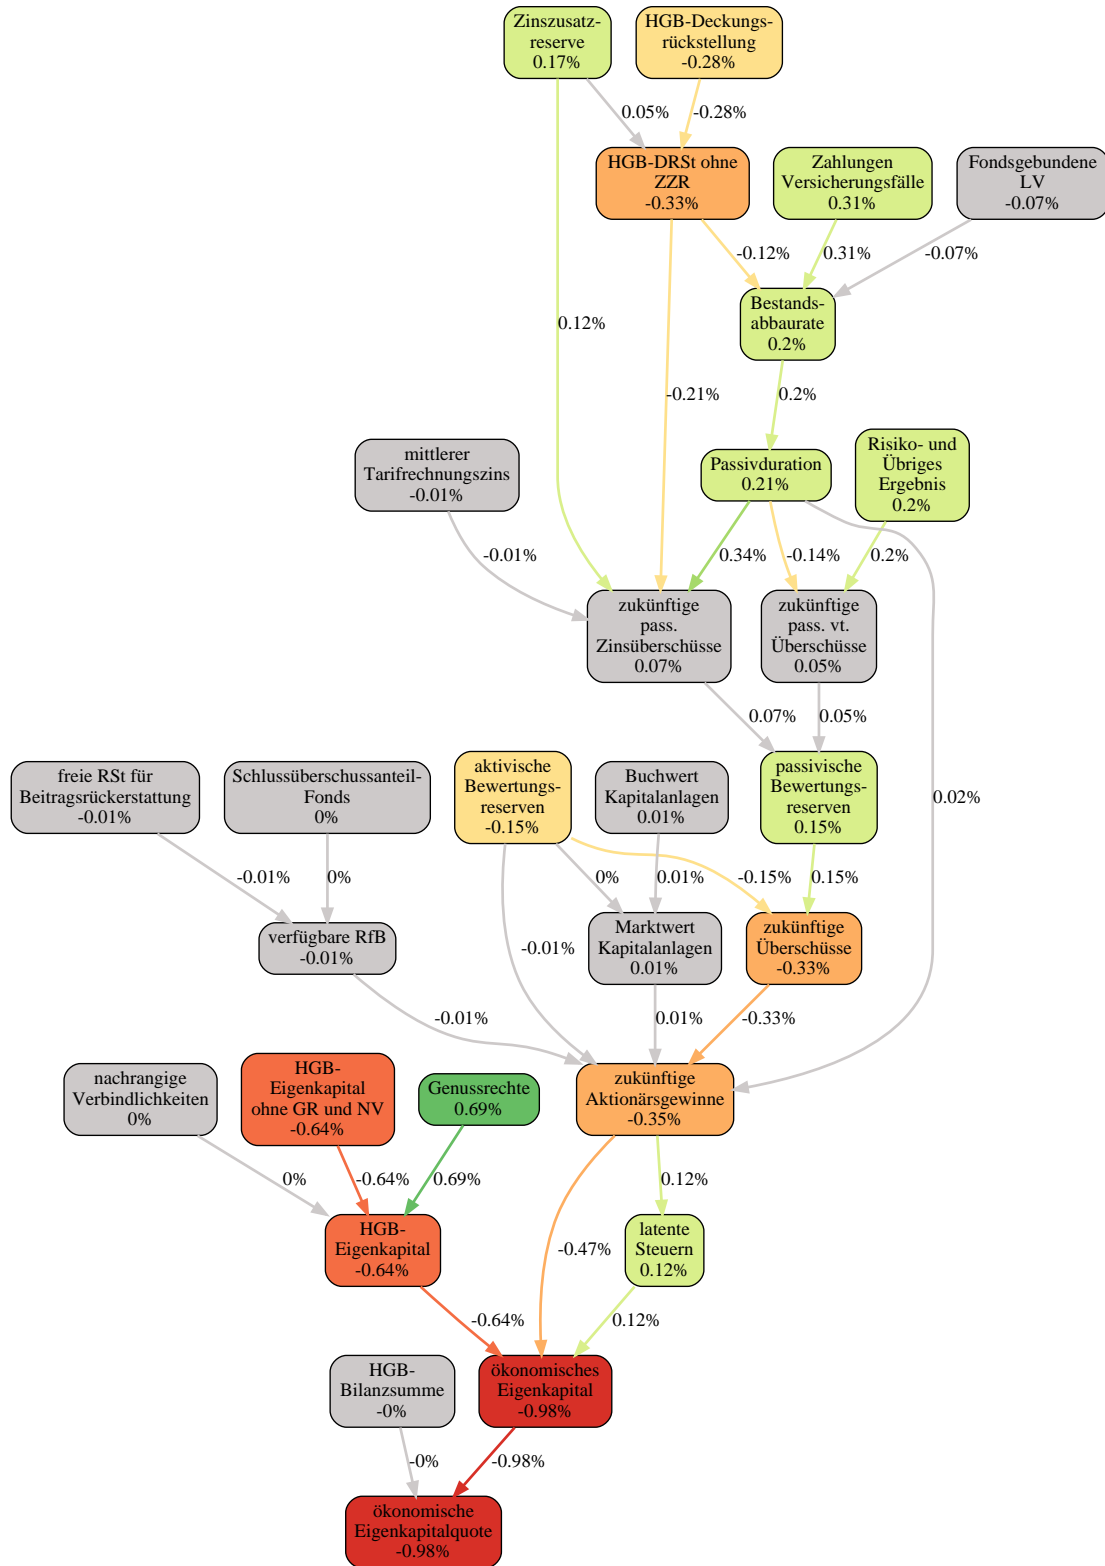 Zinszusatz-
reserve
0.17%
HGB-Deckungs-
rückstellung
-0.28%
0.05%
-0.28%
HGB-DRSt ohne
ZZR
-0.33%
Zahlungen
Versicherungsfälle
0.31%
Fondsgebundene
LV
-0.07%
-0.12%
0.31%
-0.07%
Bestands-
abbaurate
0.2%
0.12%
-0.21%
0.2%
mittlerer
Tarifrechnungszins
-0.01%
Passivduration
0.21%
Risiko- und
Übriges
Ergebnis
0.2%
-0.01%
0.34%
-0.14%
0.2%
zukünftige
pass.
Zinsüberschüsse
0.07%
zukünftige
pass. vt.
Überschüsse
0.05%
0.07%
0.05%
freie RSt für
Beitragsrückerstattung
-0.01%
Schlussüberschussanteil-
Fonds
0%
aktivische
Bewertungs-
reserven
-0.15%
Buchwert
Kapitalanlagen
0.01%
passivische
Bewertungs-
reserven
0.15%
0.02%
-0.01%
0%
0%
0.01%
-0.15%
0.15%
verfügbare RfB
-0.01%
-0.01%
Marktwert
Kapitalanlagen
0.01%
zukünftige
Überschüsse
-0.33%
-0.01%
0.01%
-0.33%
nachrangige
Verbindlichkeiten
0%
HGB-
Eigenkapital
ohne GR und NV
-0.64%
Genussrechte
0.69%
zukünftige
Aktionärsgewinne
-0.35%
0%
-0.64%
0.69%
0.12%
HGB-
Eigenkapital
-0.64%
-0.47%
latente
Steuern
0.12%
-0.64%
0.12%
HGB-
Bilanzsumme
-0%
ökonomisches
Eigenkapital
-0.98%
-0%
-0.98%
ökonomische
Eigenkapitalquote
-0.98%